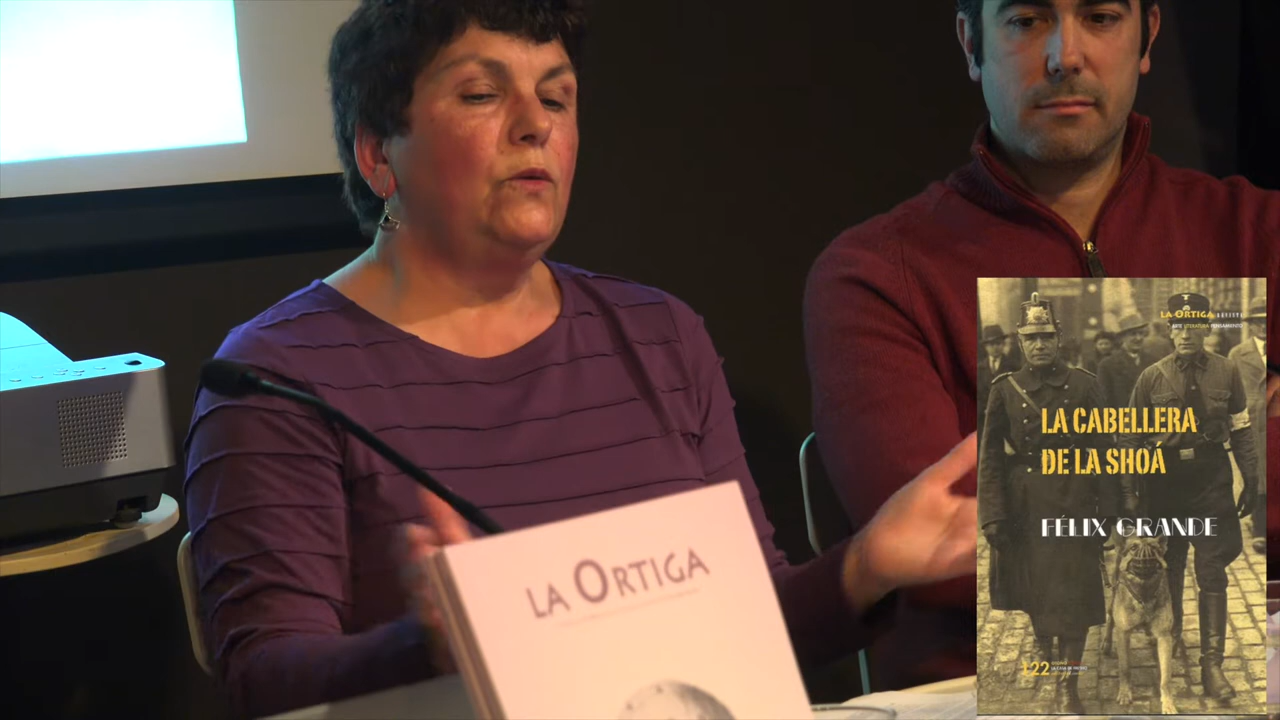 LA ORTIGA
LA ORTIGA
ARTE LITERATURA PENSAMIENTO
LA CABELLERA
DE LA SHOÁ
FÉLIX GRANDE
122